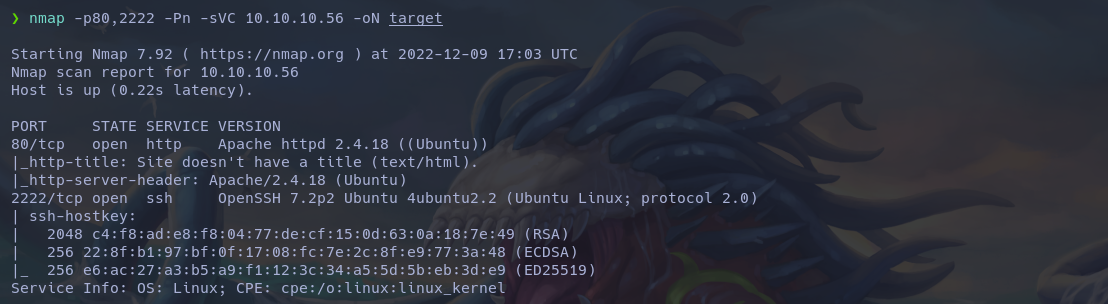 ❯ nmap -p80,2222 -Pn -sVC 10.10.10.56 -oN target
Starting Nmap 7.92 ( https://nmap.org ) at 2022-12-09 17:03 UTC
Nmap scan report for 10.10.10.56
Host is up (0.22s latency).
PORT     STATE SERVICE VERSION
80/tcp   open  http    Apache httpd 2.4.18 ((Ubuntu))
|_http-title: Site doesn't have a title (text/html).
|_http-server-header: Apache/2.4.18 (Ubuntu)
2222/tcp open  ssh     OpenSSH 7.2p2 Ubuntu 4ubuntu2.2 (Ubuntu Linux; protocol 2.0)
| ssh-hostkey:
|   2048 c4:f8:ad:e8:f8:04:77:de:cf:15:0d:63:0a:18:7e:49 (RSA)
|   256 22:8f:b1:97:bf:0f:17:08:fc:7e:2c:8f:e9:77:3a:48 (ECDSA)
|_  256 e6:ac:27:a3:b5:a9:f1:12:3c:34:a5:5d:5b:eb:3d:e9 (ED25519)
Service Info: OS: Linux; CPE: cpe:/o:linux:linux_kernel